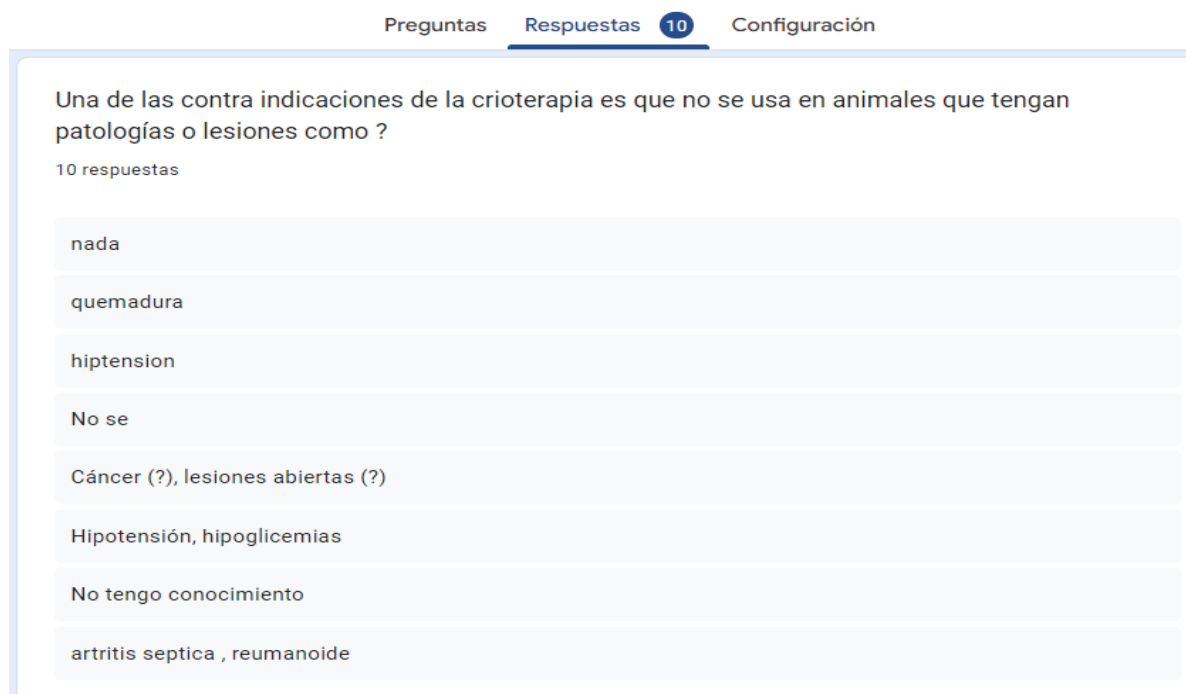 Preguntas Respuestas 10 Configuración
Una de las contra indicaciones de la crioterapia es que no se usa en animales que tengan
patologías o lesiones como ?
10 respuestas
nada
quemadura
hiptension
No se
Cáncer (?), lesiones abiertas (?)
Hipotensión, hipoglicemias
No tengo conocimiento
artritis septica , reumanoide